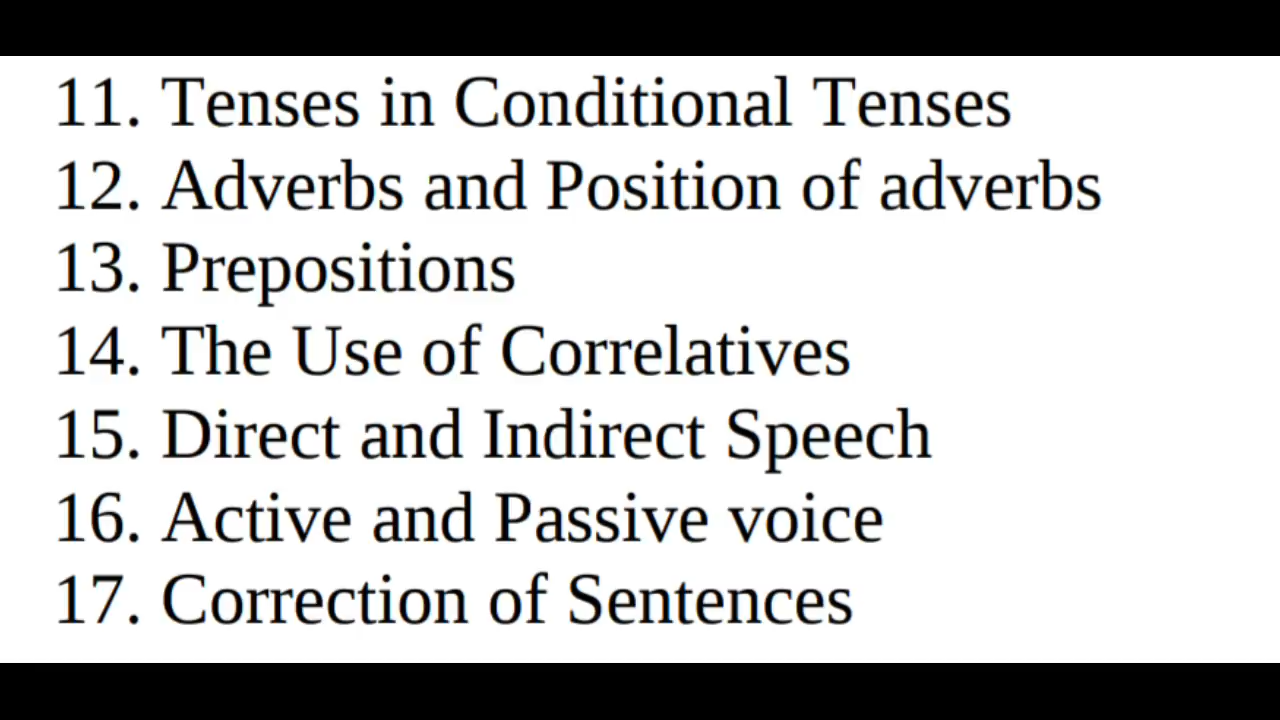 11. Tenses in Conditional Tenses
12. Adverbs and Position of adverbs
13. Prepositions
14. The Use of Correlatives
15. Direct and Indirect Speech
16. Active and Passive voice
17. Correction of Sentences